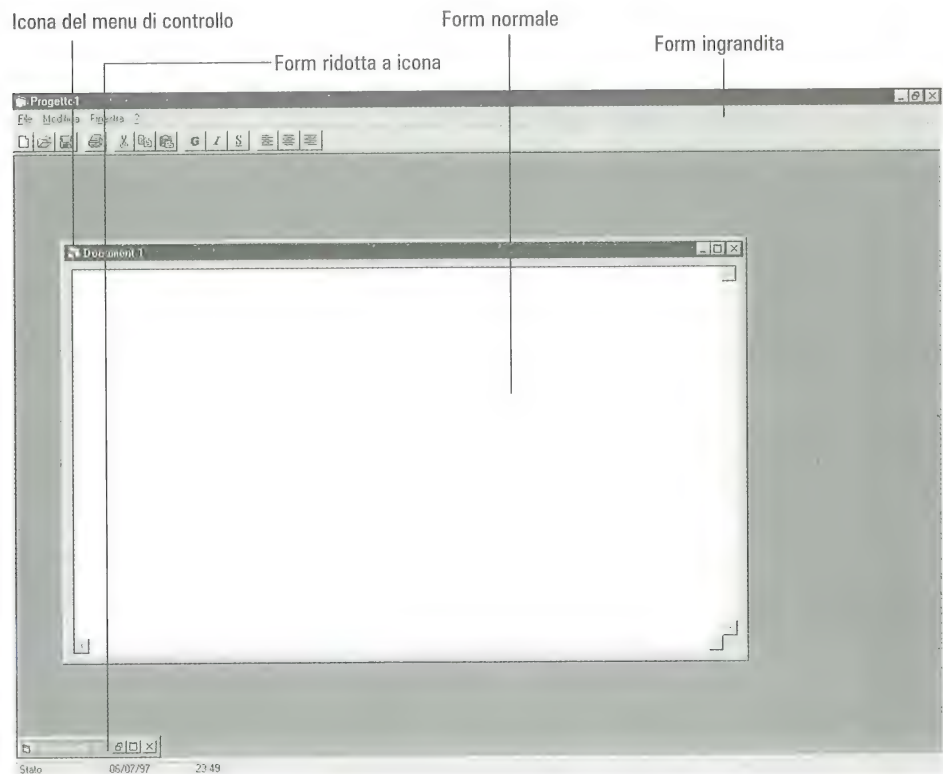 Icona del menu di controllo
Form normale
Form ingrandita
Form ridotta a icona
Progetto1
File Modifica Finestra ?
G I S
Document 1
Stato 06/07/97 23:49